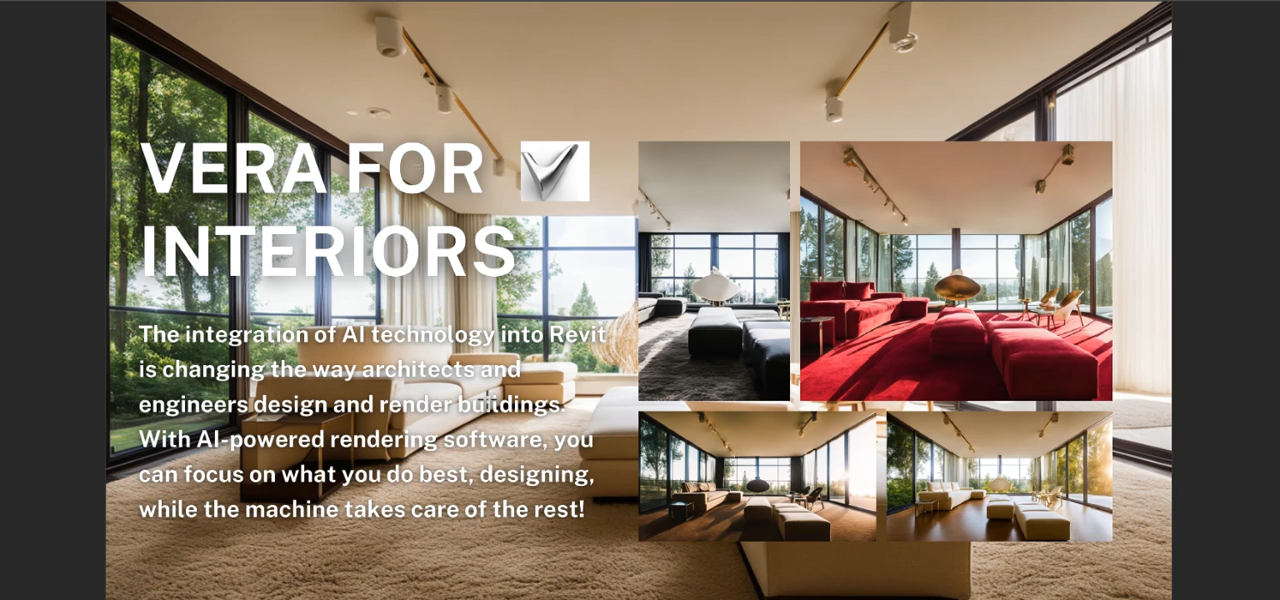 VERA FOR
INTERIORS
The integration of AI technology into Revit
is changing the way architects and
engineers design and render buildings.
With AI-powered rendering software, you
can focus on what you do best, designing,
while the machine takes care of the rest!